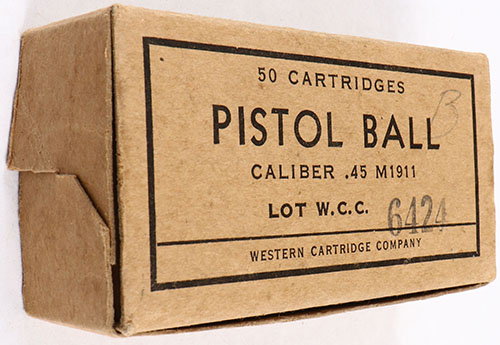 50 CARTRIDGES
PISTOL BALL
B
CALIBER .45 M1911
LOT W.C.C. 6424
WESTERN CARTRIDGE COMPANY